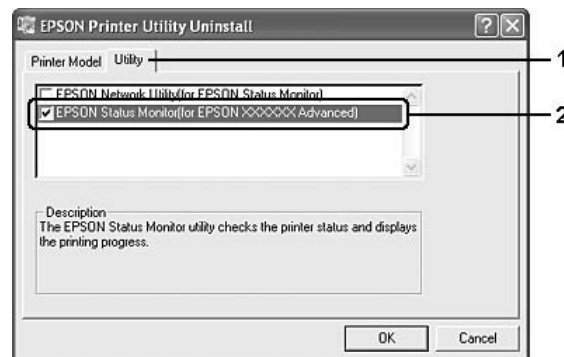 EPSON Printer Utility Uninstall
Printer Model Utility
1
EPSON Network Utility(for EPSON Status Monitor)
EPSON Status Monitor(for EPSON XXXXXX Advanced)
2
Description
The EPSON Status Monitor utility checks the printer status and displays
the printing progress.
OK Cancel